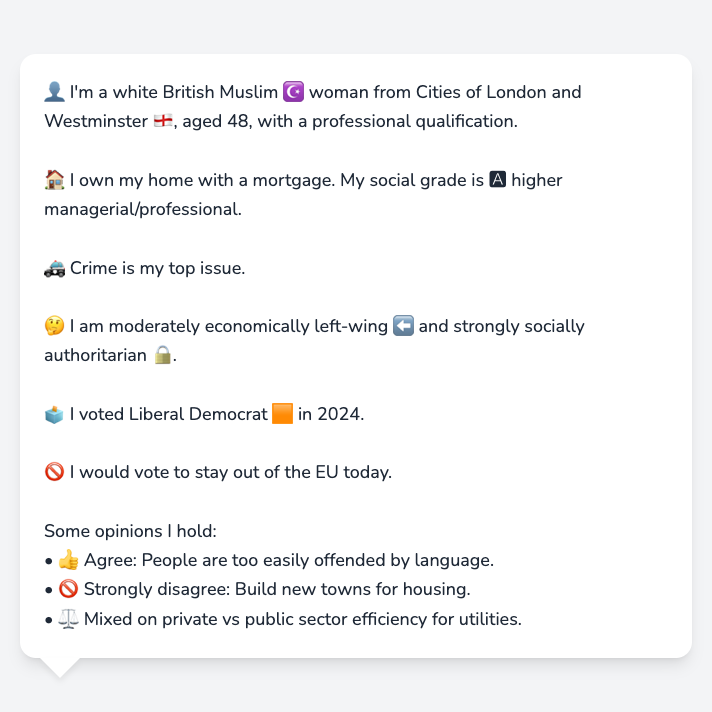 👤 I'm a white British Muslim ☪️ woman from Cities of London and
Westminster 🏴󠁧󠁢󠁥󠁮󠁧󠁿, aged 48, with a professional qualification.
🏠 I own my home with a mortgage. My social grade is 🅰 higher
managerial/professional.
🚓 Crime is my top issue.
🤔 I am moderately economically left-wing ⬅️ and strongly socially
authoritarian 🔒.
🗳️ I voted Liberal Democrat 🟧 in 2024.
🚫 I would vote to stay out of the EU today.
Some opinions I hold:
• 👍 Agree: People are too easily offended by language.
• 🚫 Strongly disagree: Build new towns for housing.
• ⚖️ Mixed on private vs public sector efficiency for utilities.